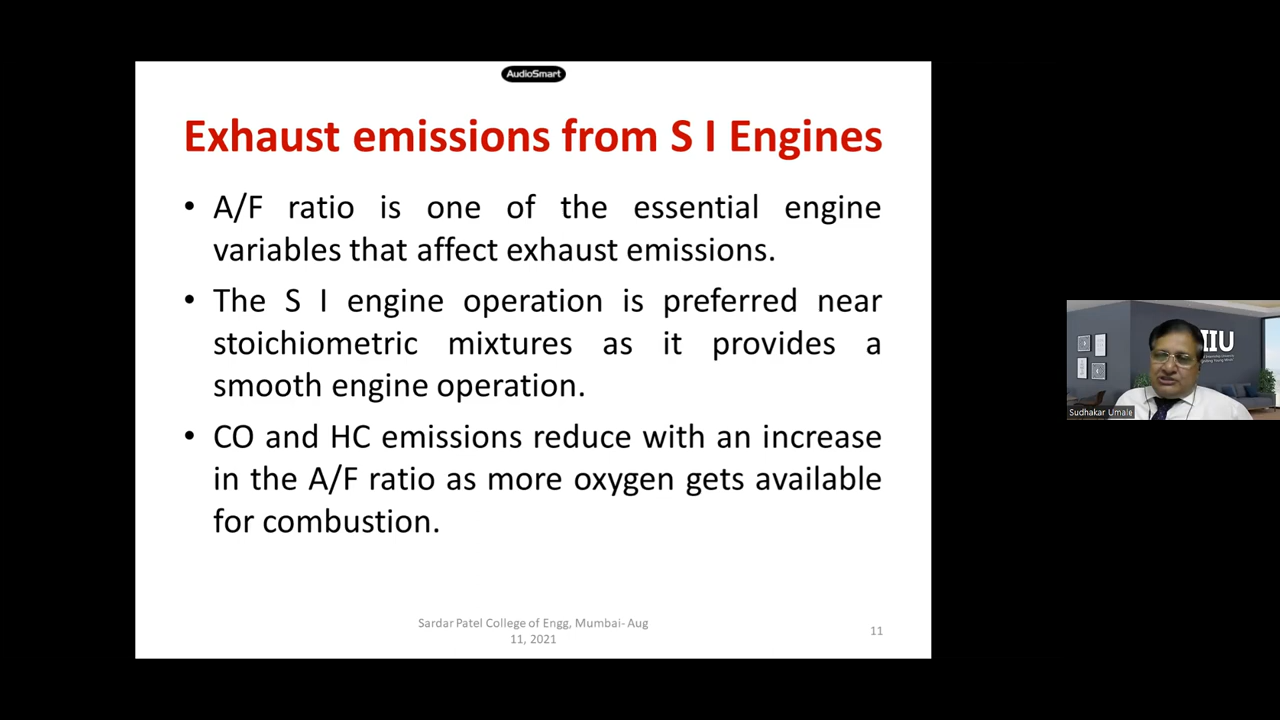 AudioSmart
Exhaust emissions from S I Engines
• A/F ratio is one of the essential engine
variables that affect exhaust emissions.
• The S I engine operation is preferred near
stoichiometric mixtures as it provides a
smooth engine operation.
• CO and HC emissions reduce with an increase
in the A/F ratio as more oxygen gets available
for combustion.
Sardar Patel College of Engg, Mumbai- Aug
11, 2021
11
IIU
Sudhakar Umale